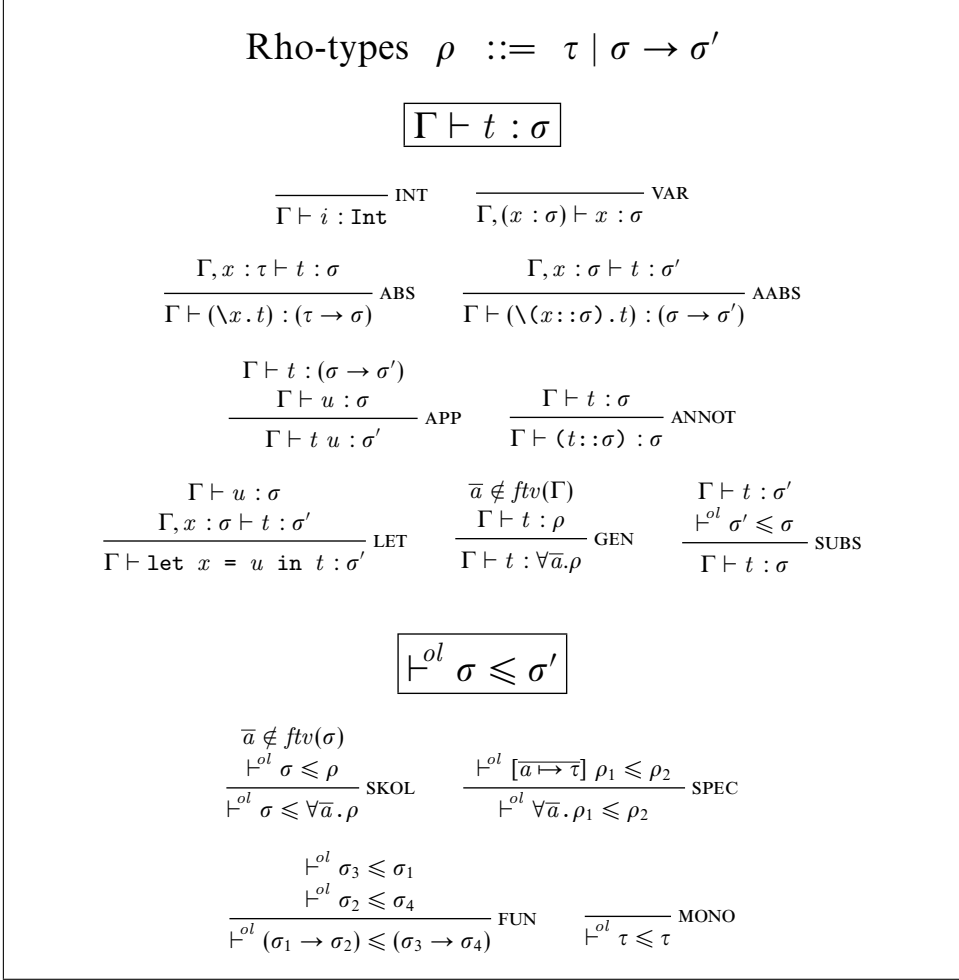 Rho-types ρ ::= τ | σ → σ′
Γ ⊢ t : σ
Γ ⊢ i : Int INT
Γ, (x : σ) ⊢ x : σ VAR
Γ, x : τ ⊢ t : σ
Γ ⊢ (\x.t) : (τ → σ) ABS
Γ, x : σ ⊢ t : σ′
Γ ⊢ (\(x::σ).t) : (σ → σ′) AABS
Γ ⊢ t : (σ → σ′)
Γ ⊢ u : σ
Γ ⊢ t u : σ′ APP
Γ ⊢ t : σ
Γ ⊢ (t::σ) : σ ANNOT
Γ ⊢ u : σ
Γ, x : σ ⊢ t : σ′
Γ ⊢ let x = u in t : σ′ LET
a̅ ∉ ftv(Γ)
Γ ⊢ t : ρ
Γ ⊢ t : ∀a̅.ρ GEN
Γ ⊢ t : σ′
⊢ol σ′ ⩽ σ
Γ ⊢ t : σ SUBS
⊢ol σ ⩽ σ′
a̅ ∉ ftv(σ)
⊢ol σ ⩽ ρ
⊢ol σ ⩽ ∀a̅.ρ SKOL
⊢ol [a̅ ↦ τ̅] ρ1 ⩽ ρ2
⊢ol ∀a̅.ρ1 ⩽ ρ2 SPEC
⊢ol σ3 ⩽ σ1
⊢ol σ2 ⩽ σ4
⊢ol (σ1 → σ2) ⩽ (σ3 → σ4) FUN
⊢ol τ ⩽ τ MONO